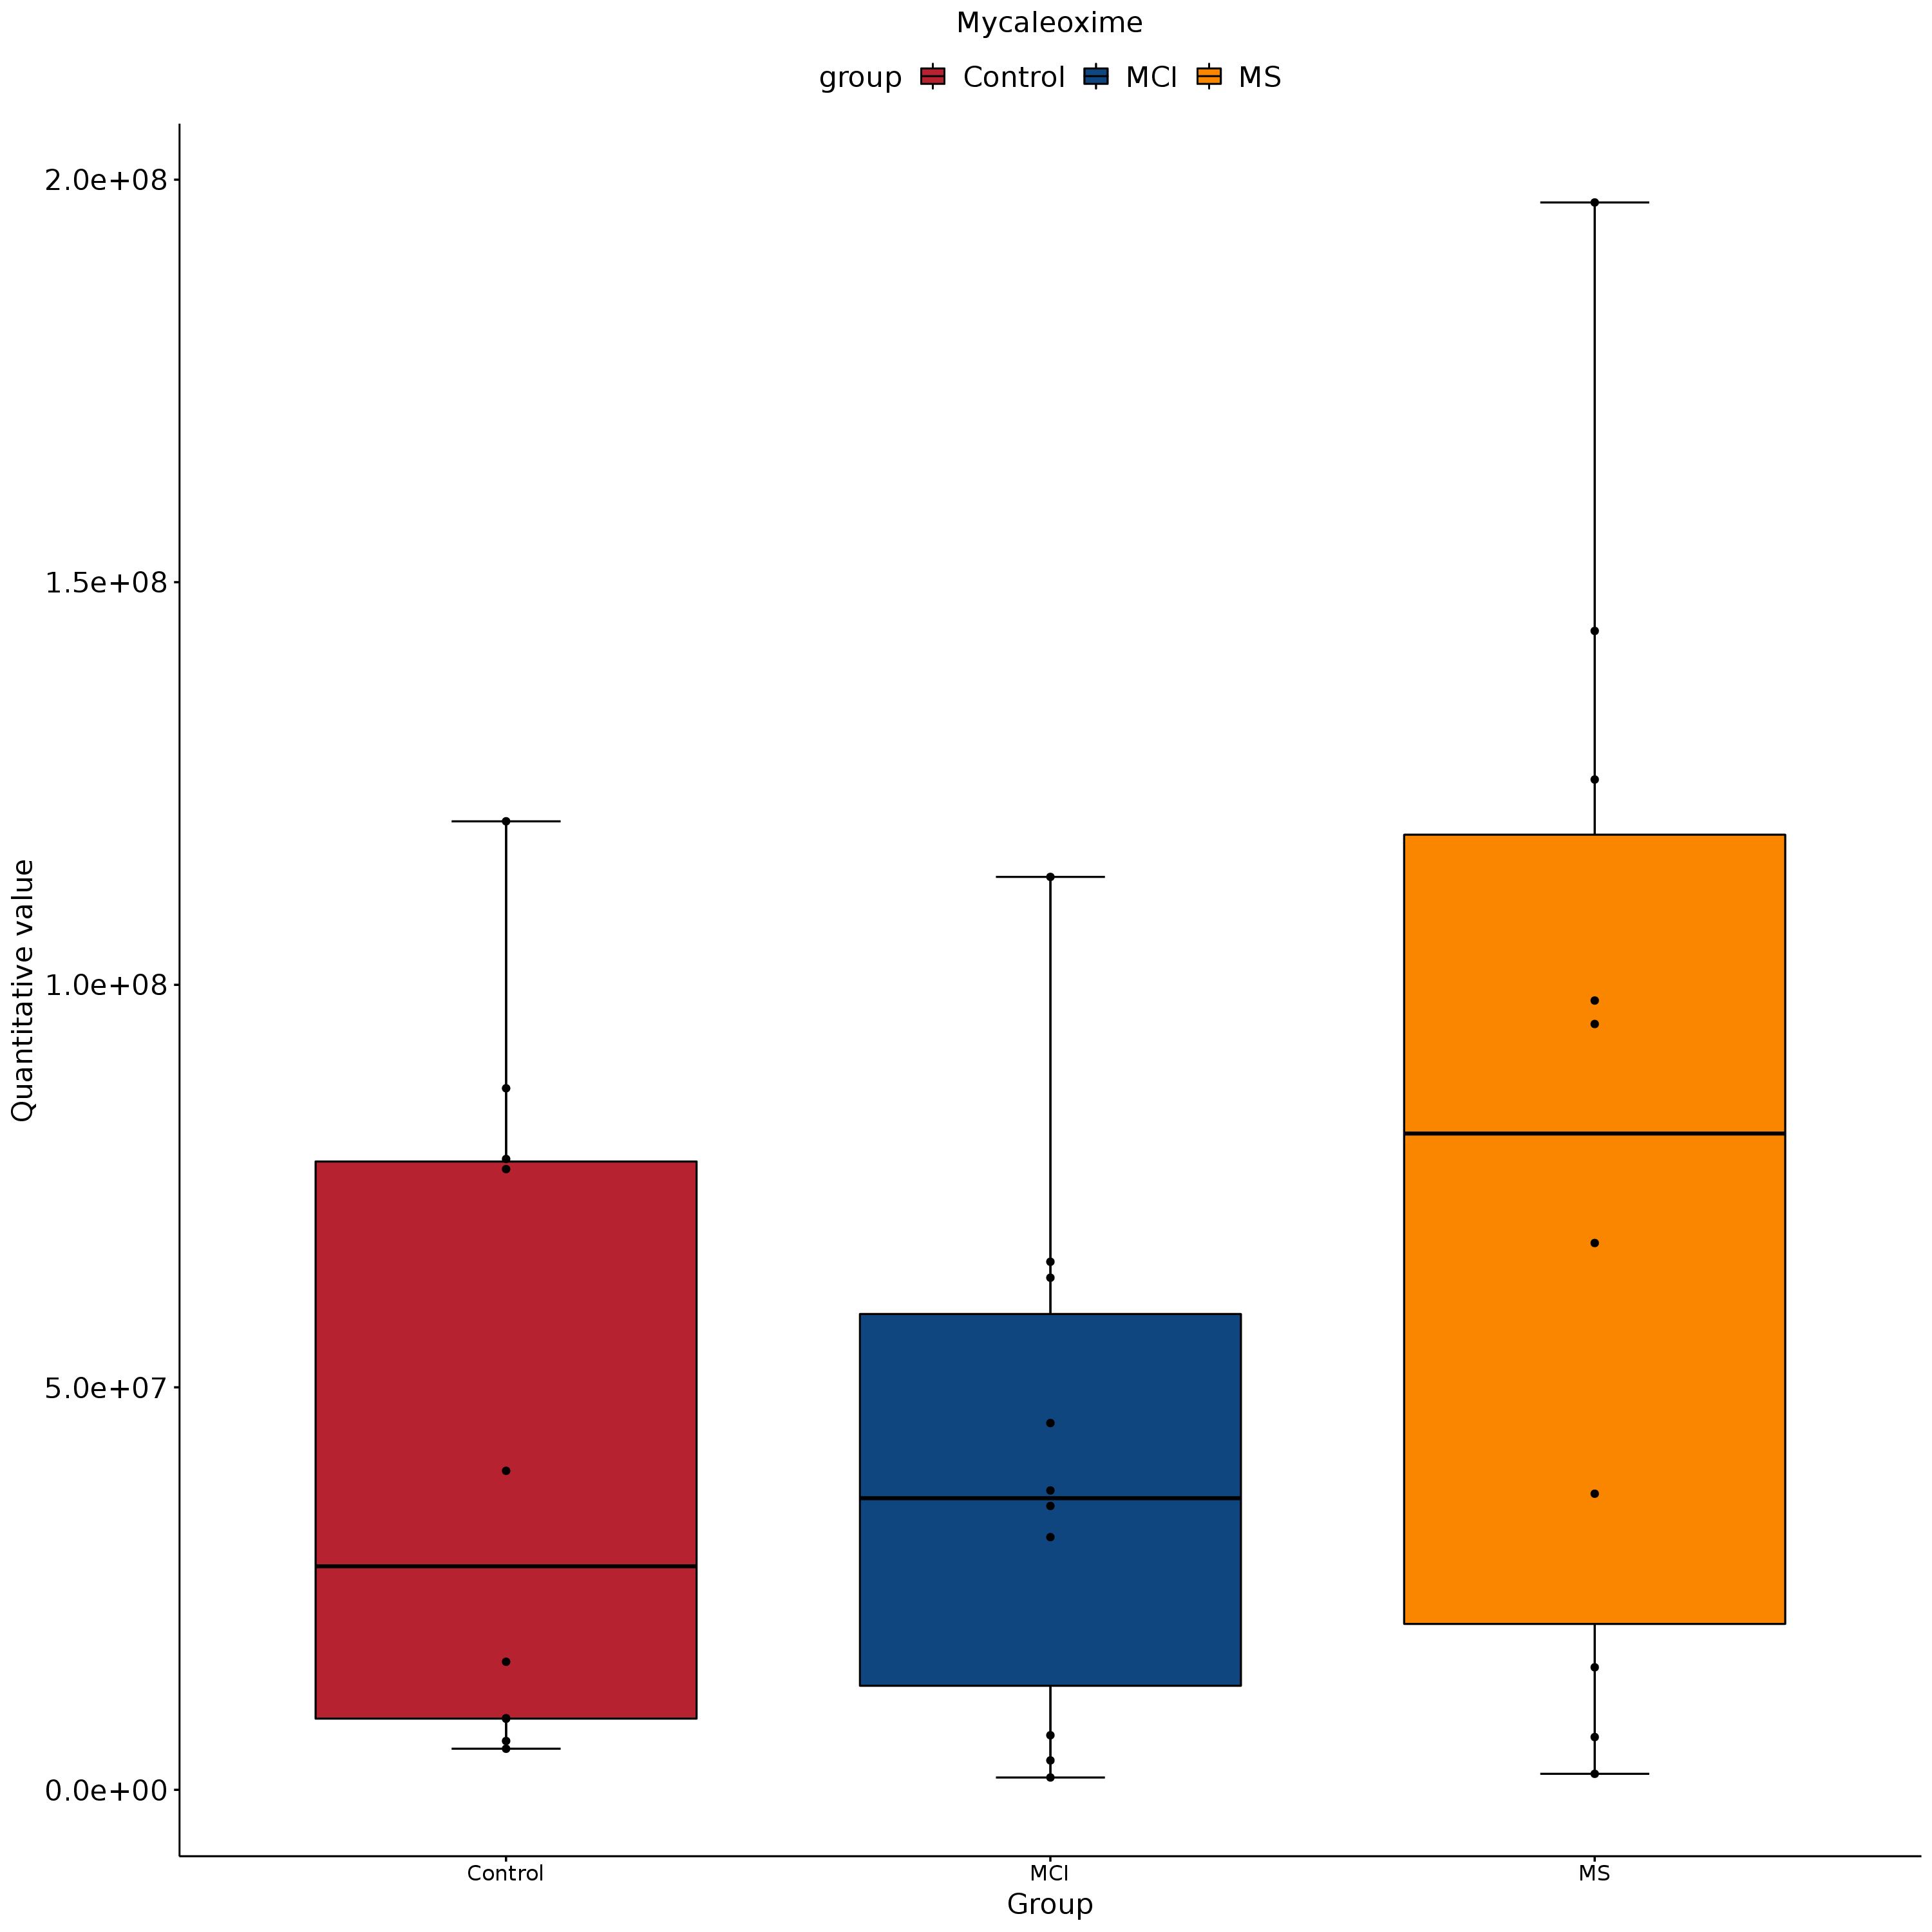 Mycaleoxime
group Control MCI MS
2.0e+08
1.5e+08
1.0e+08
5.0e+07
0.0e+00
Quantitative value
Control MCI MS
Group